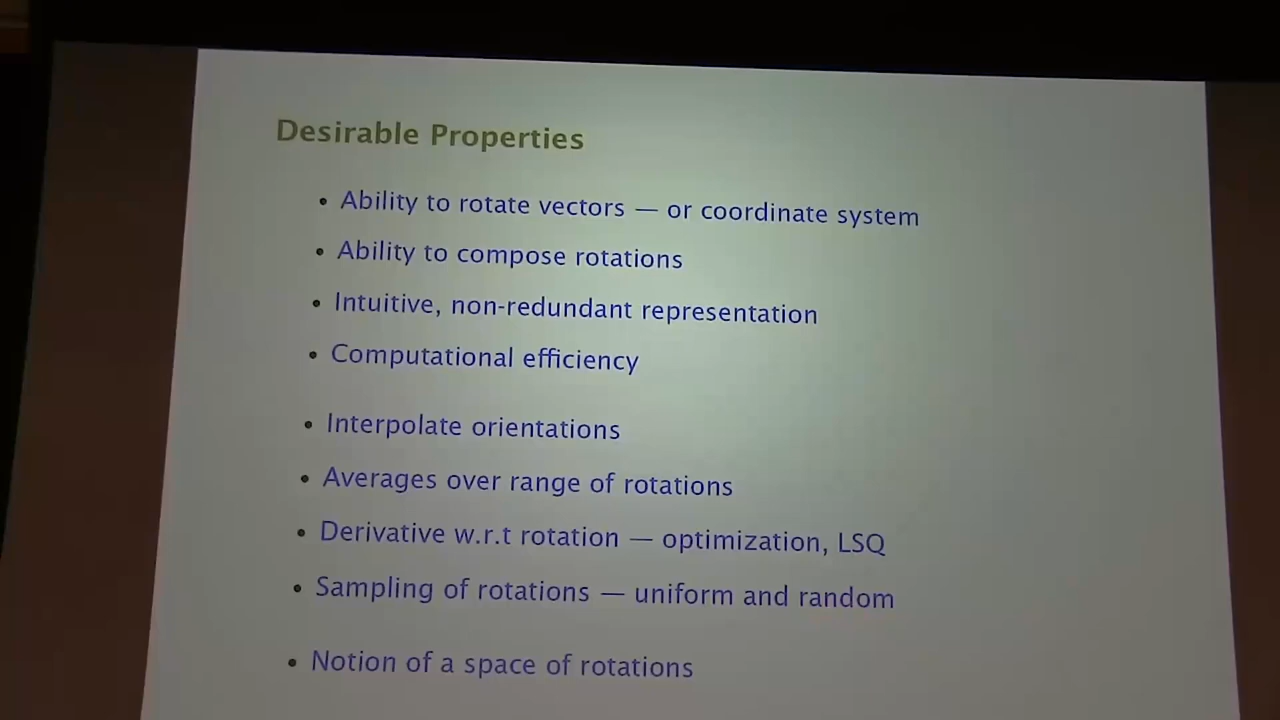 Desirable Properties
• Ability to rotate vectors — or coordinate system
• Ability to compose rotations
• Intuitive, non-redundant representation
• Computational efficiency
• Interpolate orientations
• Averages over range of rotations
• Derivative w.r.t rotation — optimization, LSQ
• Sampling of rotations — uniform and random
• Notion of a space of rotations